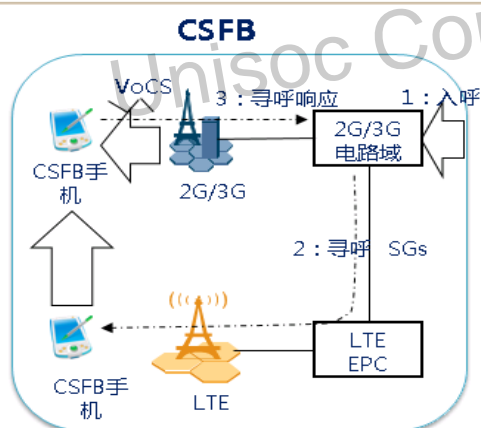 CSFB
Unisoc Co
VoCS
3：寻呼响应
1：入呼
2G/3G
电路域
CSFB手
机
2G/3G
2：寻呼
SGs
LTE
EPC
CSFB手
机
LTE